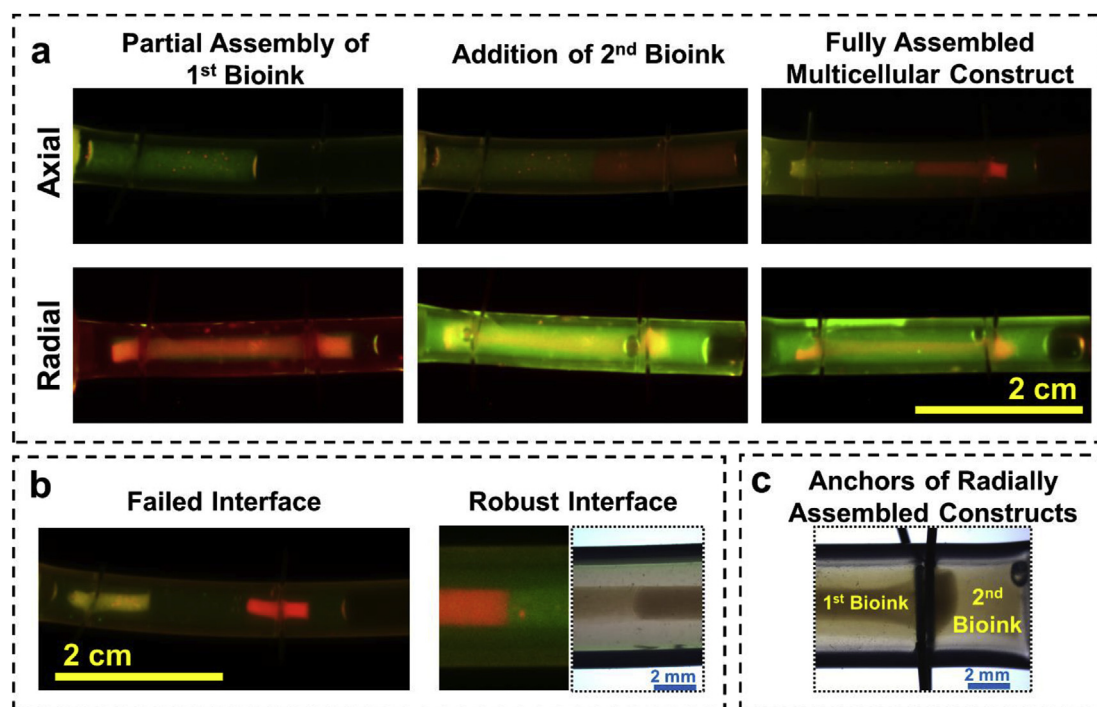 a
Partial Assembly of
1st Bioink
Addition of 2nd Bioink
Fully Assembled
Multicellular Construct
Axial
Radial
2 cm
b
Failed Interface
Robust Interface
2 cm
2 mm
c
Anchors of Radially
Assembled Constructs
1st Bioink
2nd
Bioink
2 mm